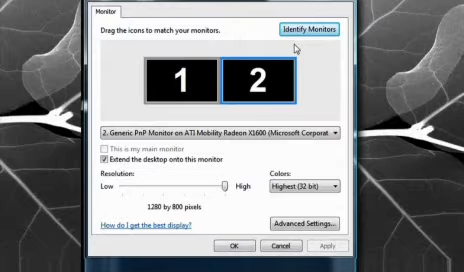 Monitor
Drag the icons to match your monitors.
Identify Monitors
1 2
2. Generic PnP Monitor on ATI Mobility Radeon X1600 (Microsoft Corporat
This is my main monitor
Extend the desktop onto this monitor
Resolution:
Colors:
Low High Highest (32 bit)
1280 by 800 pixels
How do I get the best display?
Advanced Settings...
OK Cancel Apply